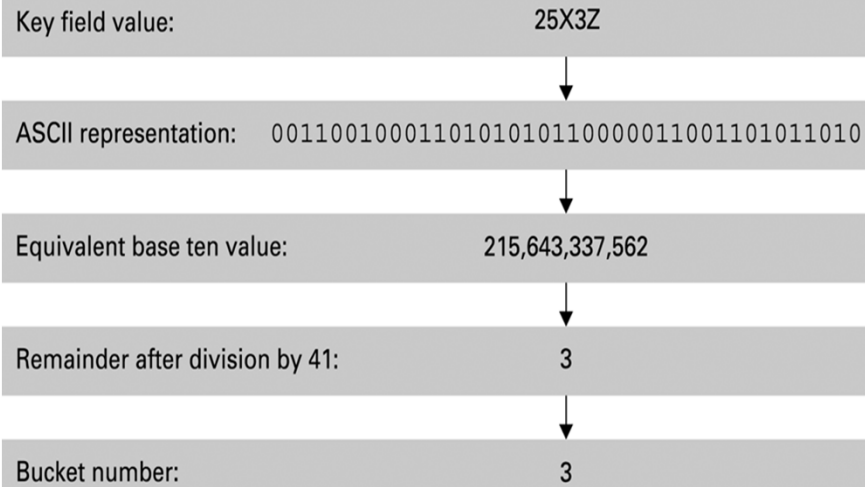 Key field value: 25X3Z
ASCII representation: 0011001000110101010110000011001101011010
Equivalent base ten value: 215,643,337,562
Remainder after division by 41: 3
Bucket number: 3